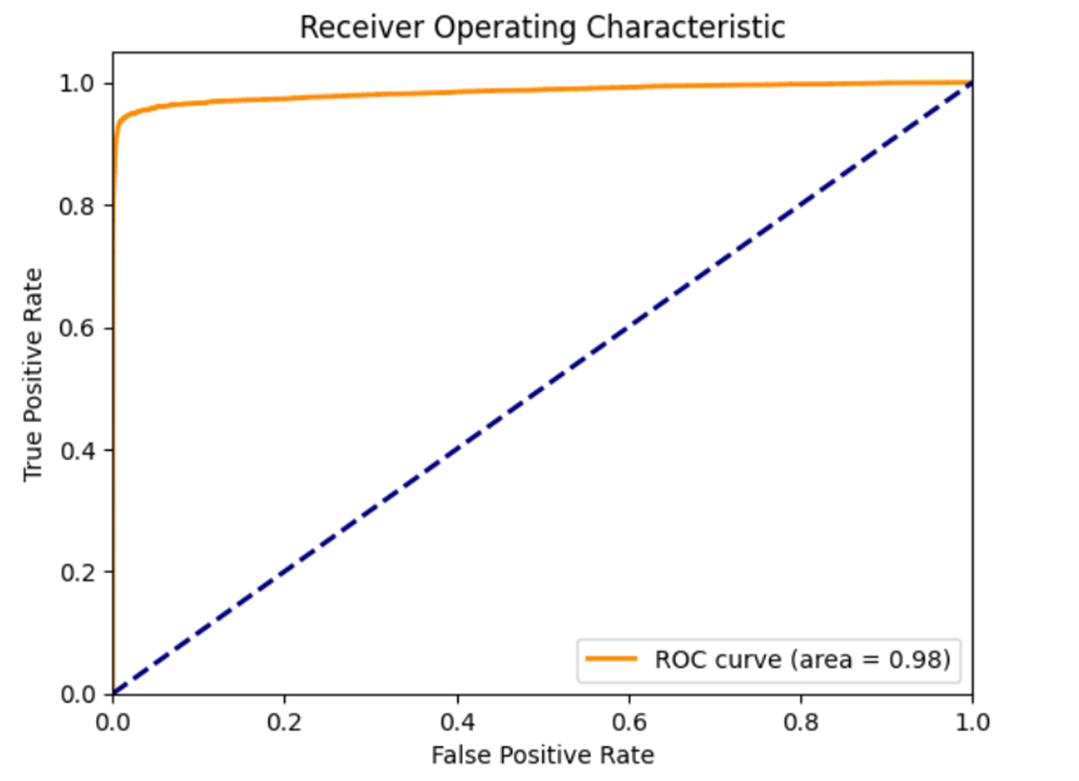 Receiver Operating Characteristic
1.0
0.8
0.6
0.4
0.2
0.0
True Positive Rate
ROC curve (area = 0.98)
0.0 0.2 0.4 0.6 0.8 1.0
False Positive Rate